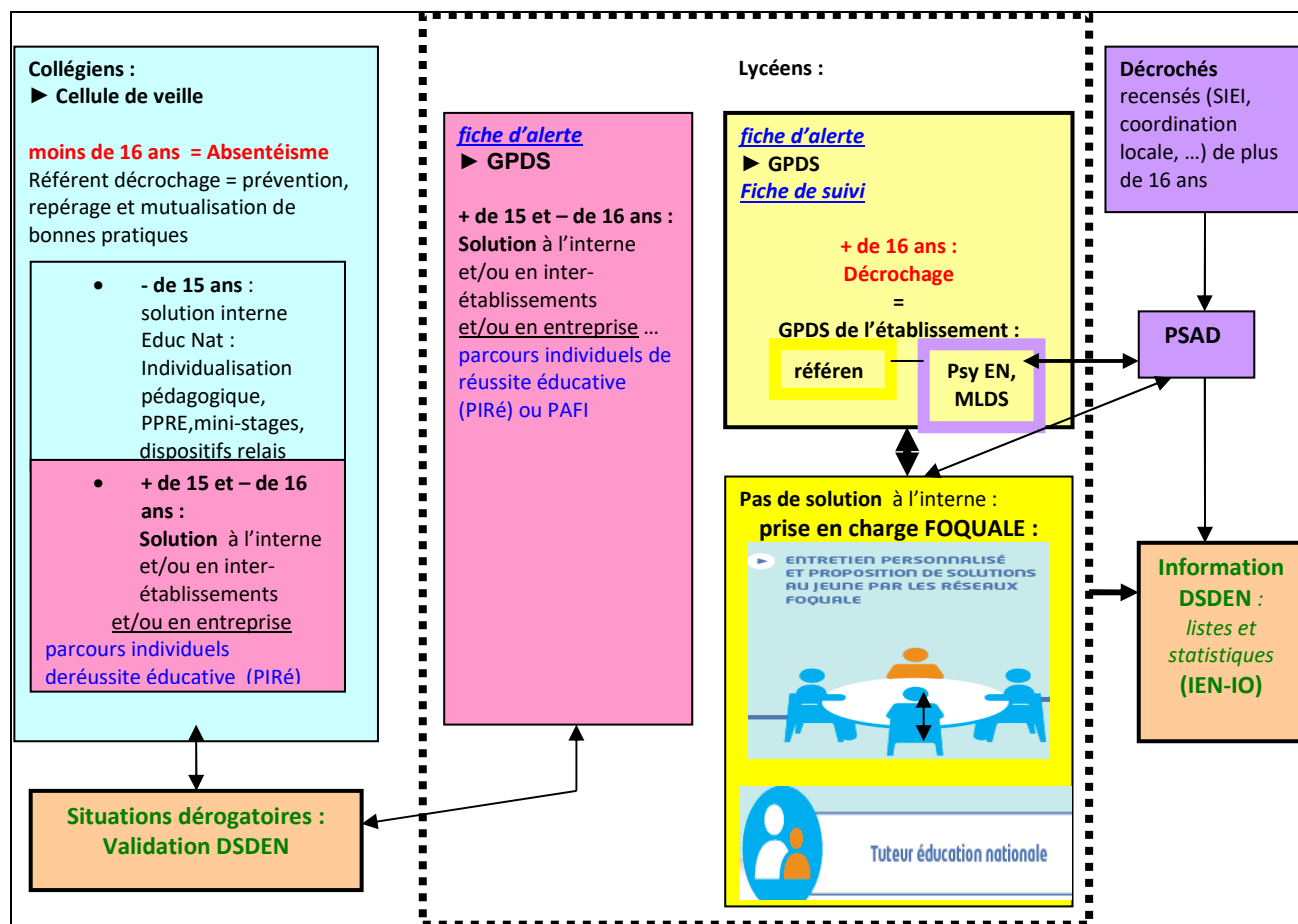 Collégiens :
► Cellule de veille
moins de 16 ans = Absentéisme
Référent décrochage = prévention,
repérage et mutualisation de
bonnes pratiques
• - de 15 ans :
solution interne
Educ Nat :
Individualisation
pédagogique,
PPRE,mini-stages,
dispositifs relais
• + de 15 et – de 16
ans :
Solution à l'interne
et/ou en inter-
établissements
et/ou en entreprise
parcours individuels
deréussite éducative (PIRé)
Situations dérogatoires :
Validation DSDEN
Lycéens :
fiche d'alerte
► GPDS
+ de 15 et – de 16 ans :
Solution à l'interne
et/ou en inter-
établissements
et/ou en entreprise ...
parcours individuels de
réussite éducative
(PIRé) ou PAFI
fiche d'alerte
► GPDS
Fiche de suivi
+ de 16 ans :
Décrochage
=
GPDS de l'établissement :
référen
Psy EN,
MLDS
Pas de solution à l'interne :
prise en charge FOQUALE :
ENTRETIEN PERSONNALISÉ
ET PROPOSITION DE SOLUTIONS
AU JEUNE PAR LES RÉSEAUX
FOQUALE
Tuteur éducation nationale
Décrochés
recensés (SIEI,
coordination
locale, ...) de plus
de 16 ans
PSAD
Information
DSDEN :
listes et
statistiques
(IEN-IO)